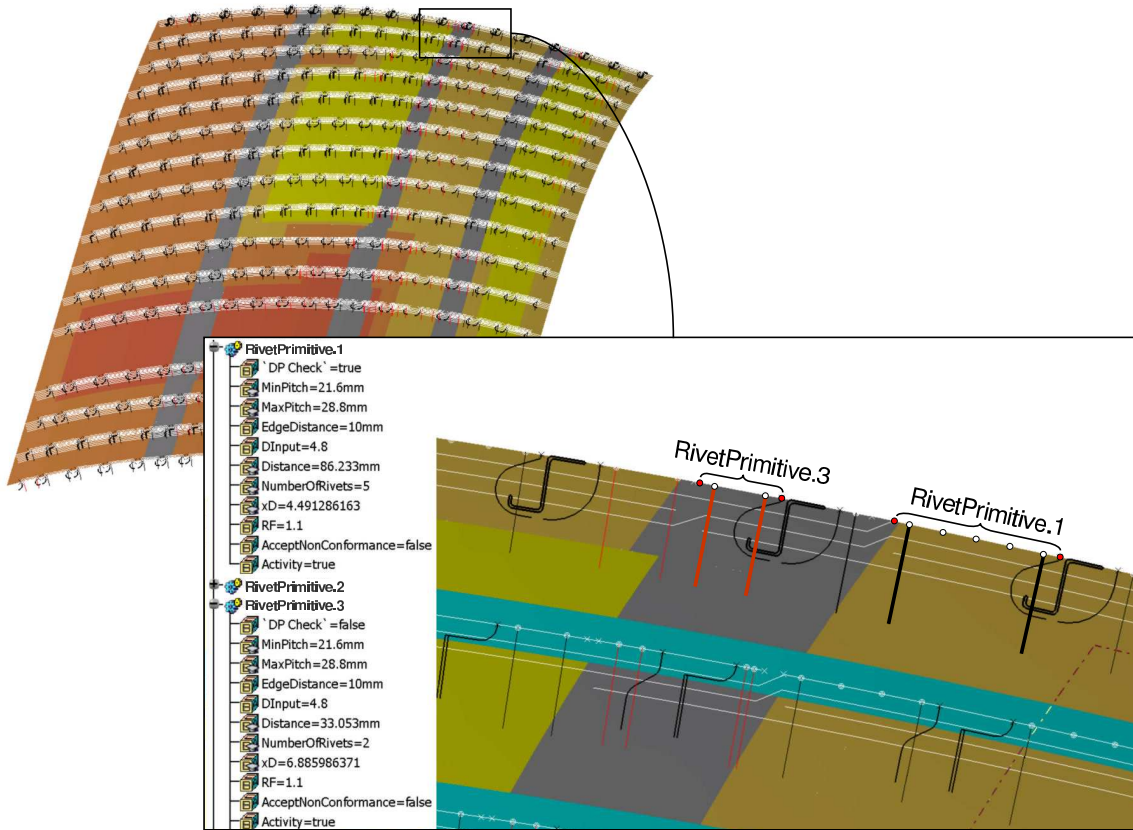 RivetPrimitive.1
`DP Check`=true
MinPitch=21.6mm
MaxPitch=28.8mm
EdgeDistance=10mm
DInput=4.8
Distance=86.233mm
NumberOfRivets=5
xD=4.491286163
RF=1.1
AcceptNonConformance=false
Activity=true
RivetPrimitive.2
RivetPrimitive.3
`DP Check`=false
MinPitch=21.6mm
MaxPitch=28.8mm
EdgeDistance=10mm
DInput=4.8
Distance=33.053mm
NumberOfRivets=2
xD=6.885986371
RF=1.1
AcceptNonConformance=false
Activity=true
RivetPrimitive.3
RivetPrimitive.1